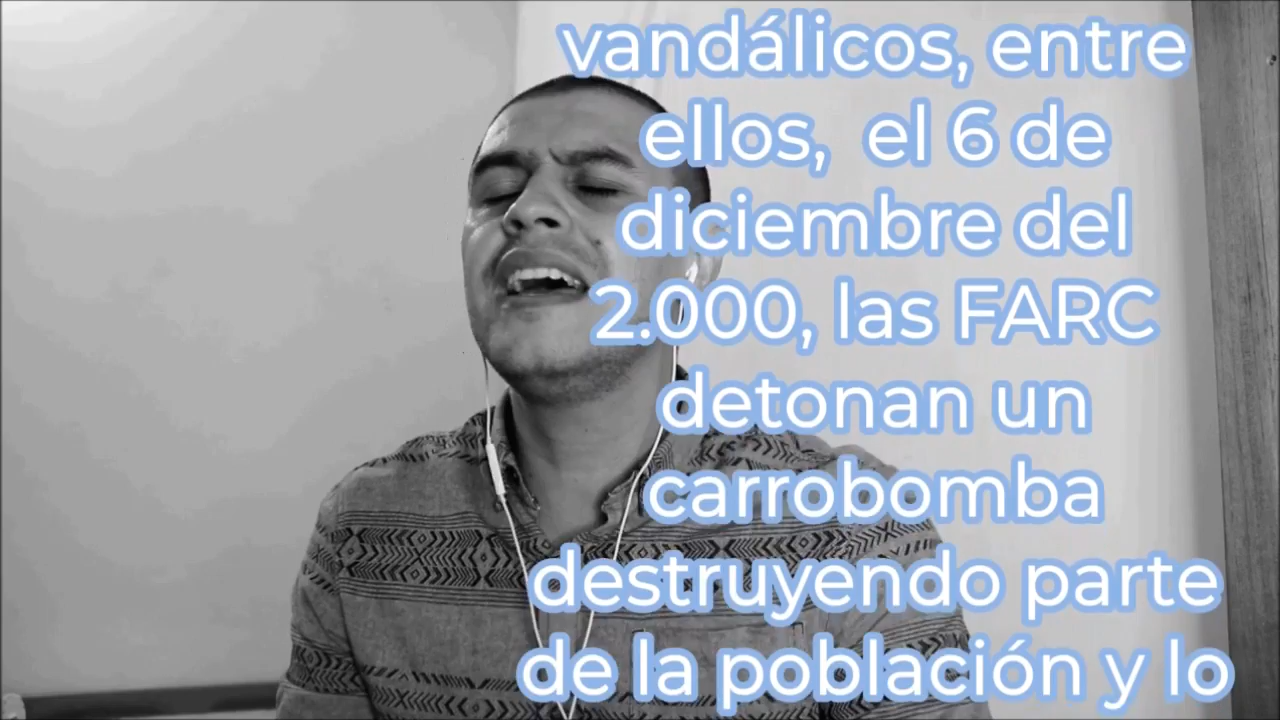 vandálicos, entre
ellos, el 6 de
diciembre del
2.000, las FARC
detonan un
carrobomba
destruyendo parte
de la población y lo